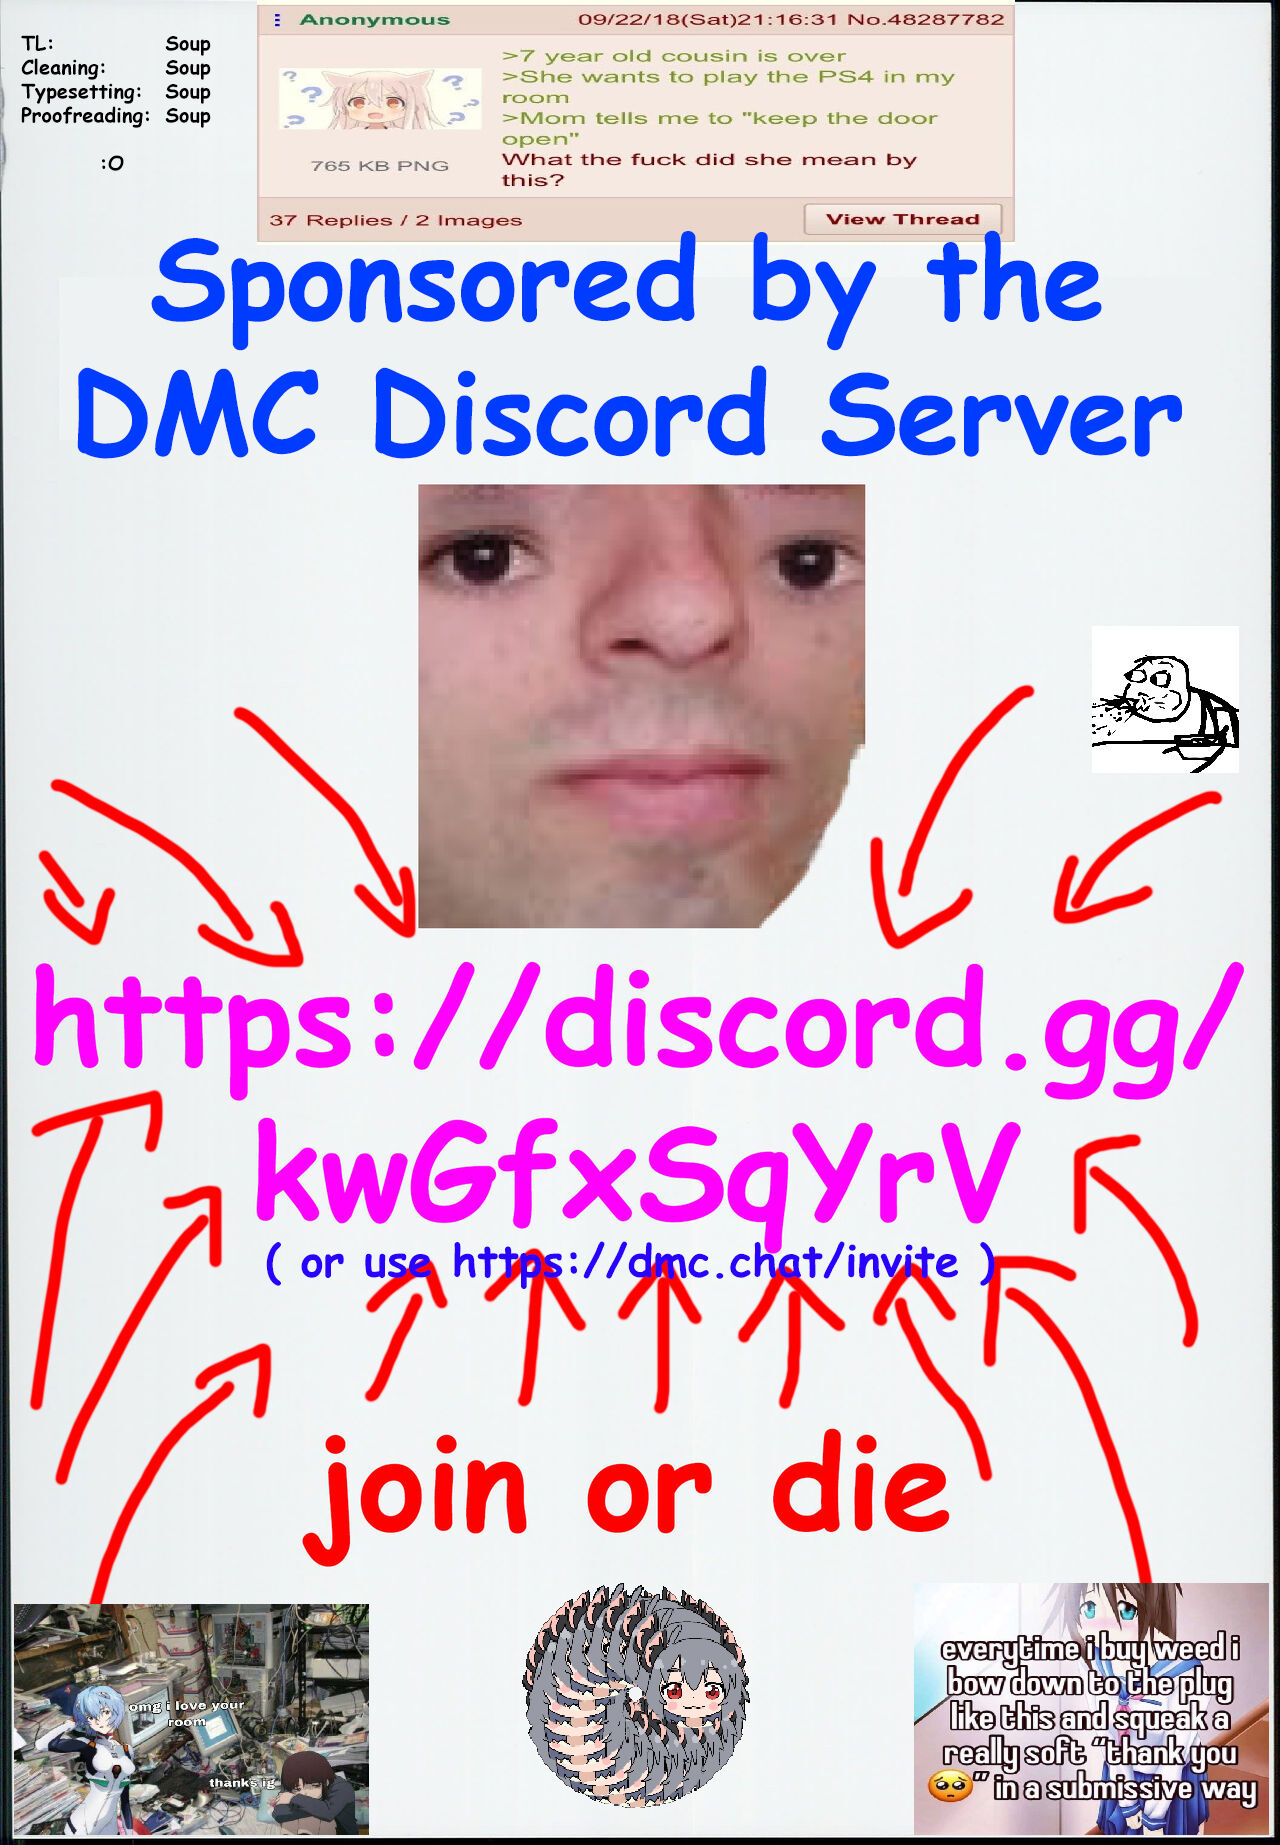 TL: Soup
Cleaning: Soup
Typesetting: Soup
Proofreading: Soup
:O
Anonymous 09/22/18(Sat)21:16:31 No.48287782
>7 year old cousin is over
>She wants to play the PS4 in my
room
>Mom tells me to "keep the door
open"
What the fuck did she mean by
this?
765 KB PNG
37 Replies / 2 Images View Thread
Sponsored by the
DMC Discord Server
https://discord.gg/
kwGfxSqYrV
( or use https://dmc.chat/invite )
join or die
omg i love your
room
thanks ig
everytime i buy weed i
bow down to the plug
like this and squeak a
really soft “thank you
🥺” in a submissive way